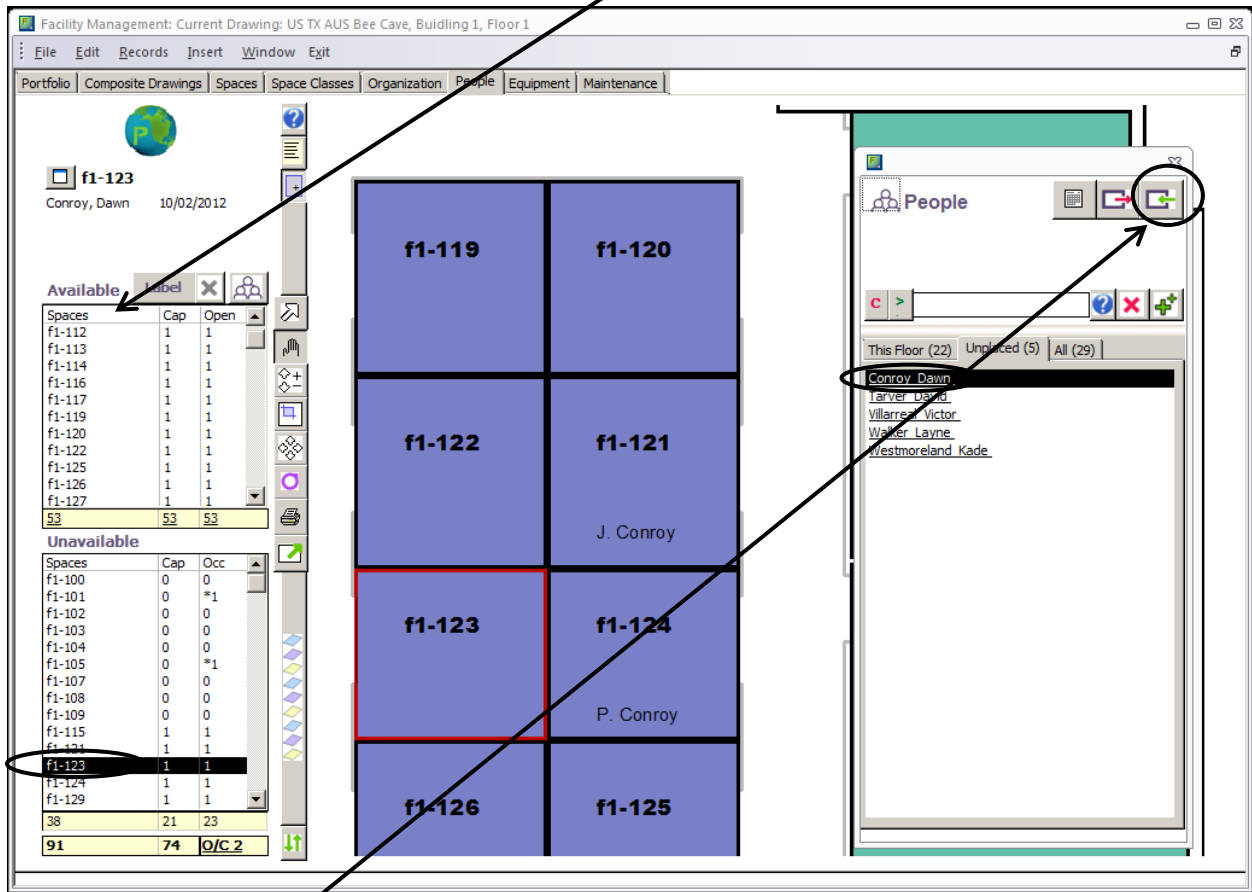 Facility Management: Current Drawing: US TX AUS Bee Cave, Buidling 1, Floor 1
File Edit Records Insert Window Exit
Portfolio Composite Drawings Spaces Space Classes Organization People Equipment Maintenance
P
f1-123
Conroy, Dawn 10/02/2012
Available Label
Spaces Cap Open
f1-112 1 1
f1-113 1 1
f1-114 1 1
f1-116 1 1
f1-117 1 1
f1-119 1 1
f1-120 1 1
f1-122 1 1
f1-125 1 1
f1-126 1 1
f1-127 1 1
53 53 53
Unavailable
Spaces Cap Occ
f1-100 0 0
f1-101 0 *1
f1-102 0 0
f1-103 0 0
f1-104 0 0
f1-105 0 *1
f1-107 0 0
f1-108 0 0
f1-109 0 0
f1-115 1 1
f1-121 1 1
f1-123 1 1
f1-124 1 1
f1-129 1 1
38 21 23
91 74 O/C 2
f1-119 f1-120
f1-122 f1-121
J. Conroy
f1-123 f1-124
P. Conroy
f1-126 f1-125
People
C >
This Floor (22) Unplaced (5) All (29)
Conroy Dawn
Tarver David
Villarreal Victor
Walker Layne
Westmoreland Kade